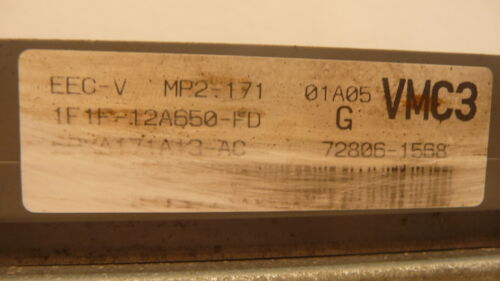 EEC-V MP2-171 01A05 VMC3
1F1F-12A650-FD G
72806-1568